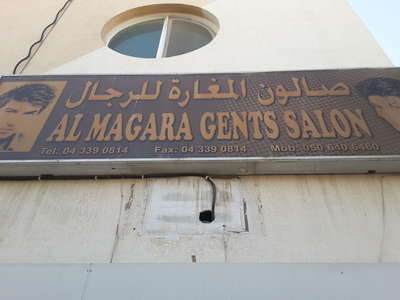 صالون المغارة للرجال
AL MAGARA GENTS SALON
Tel: 04 339 0814 Fax: 04 339 0814 Mob: 050 640 6460